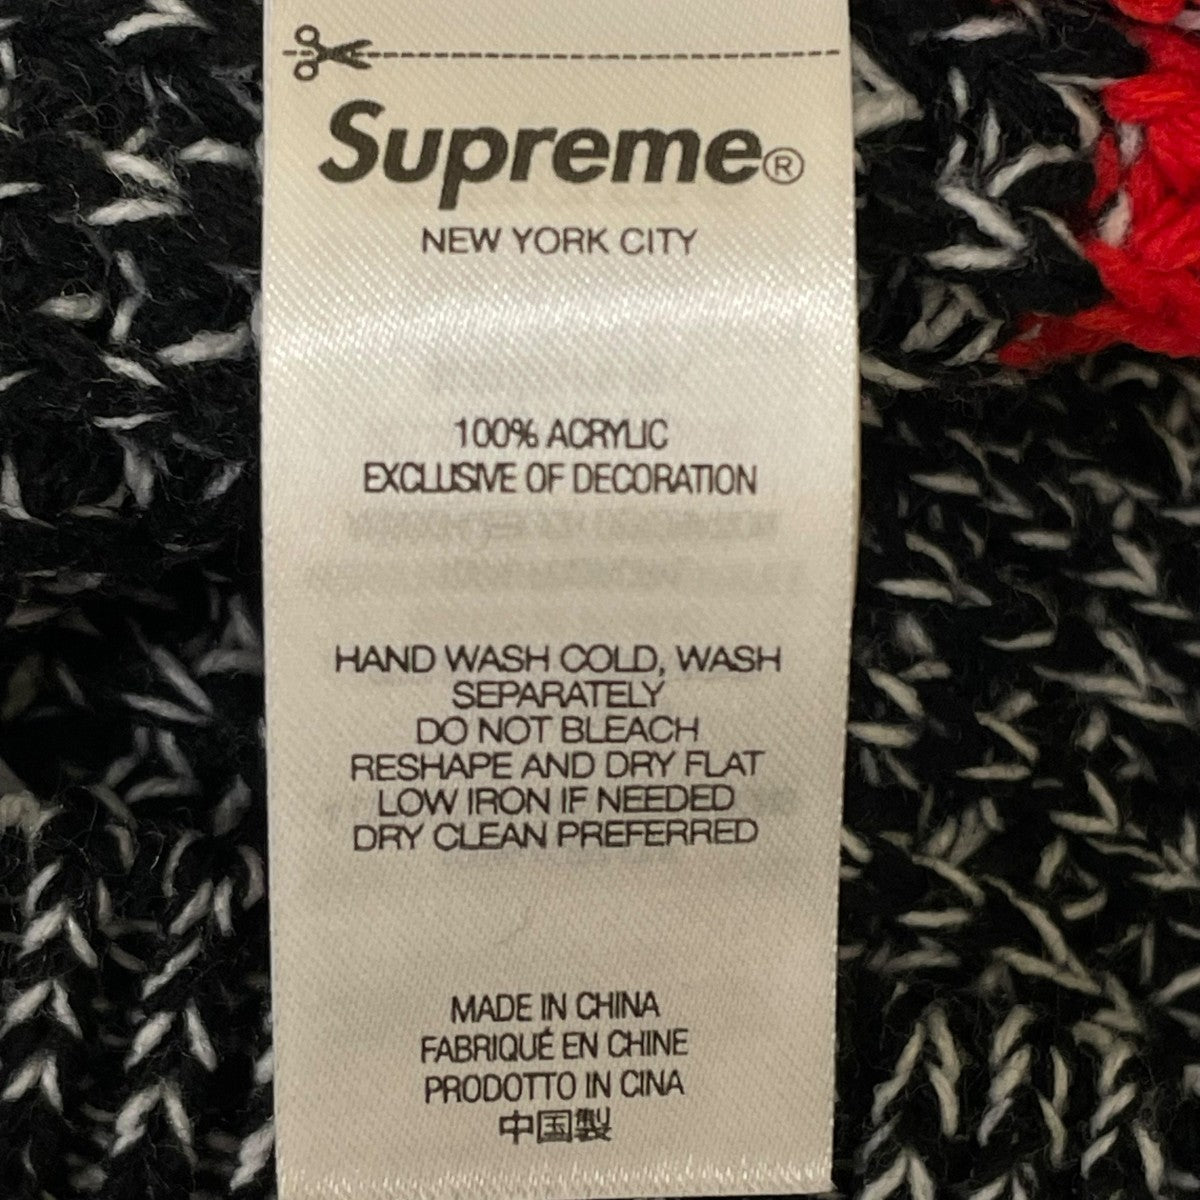 Supreme®
NEW YORK CITY
100% ACRYLIC
EXCLUSIVE OF DECORATION
HAND WASH COLD, WASH
SEPARATELY
DO NOT BLEACH
RESHAPE AND DRY FLAT
LOW IRON IF NEEDED
DRY CLEAN PREFERRED
MADE IN CHINA
FABRIQUÉ EN CHINE
PRODOTTO IN CINA
中国製